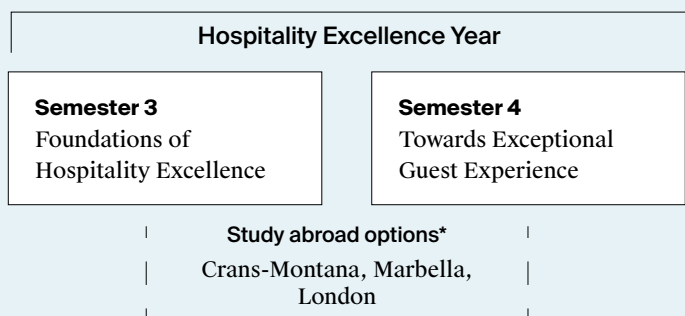 Hospitality Excellence Year
Semester 3
Foundations of
Hospitality Excellence
Semester 4
Towards Exceptional
Guest Experience
Study abroad options*
Crans-Montana, Marbella,
London